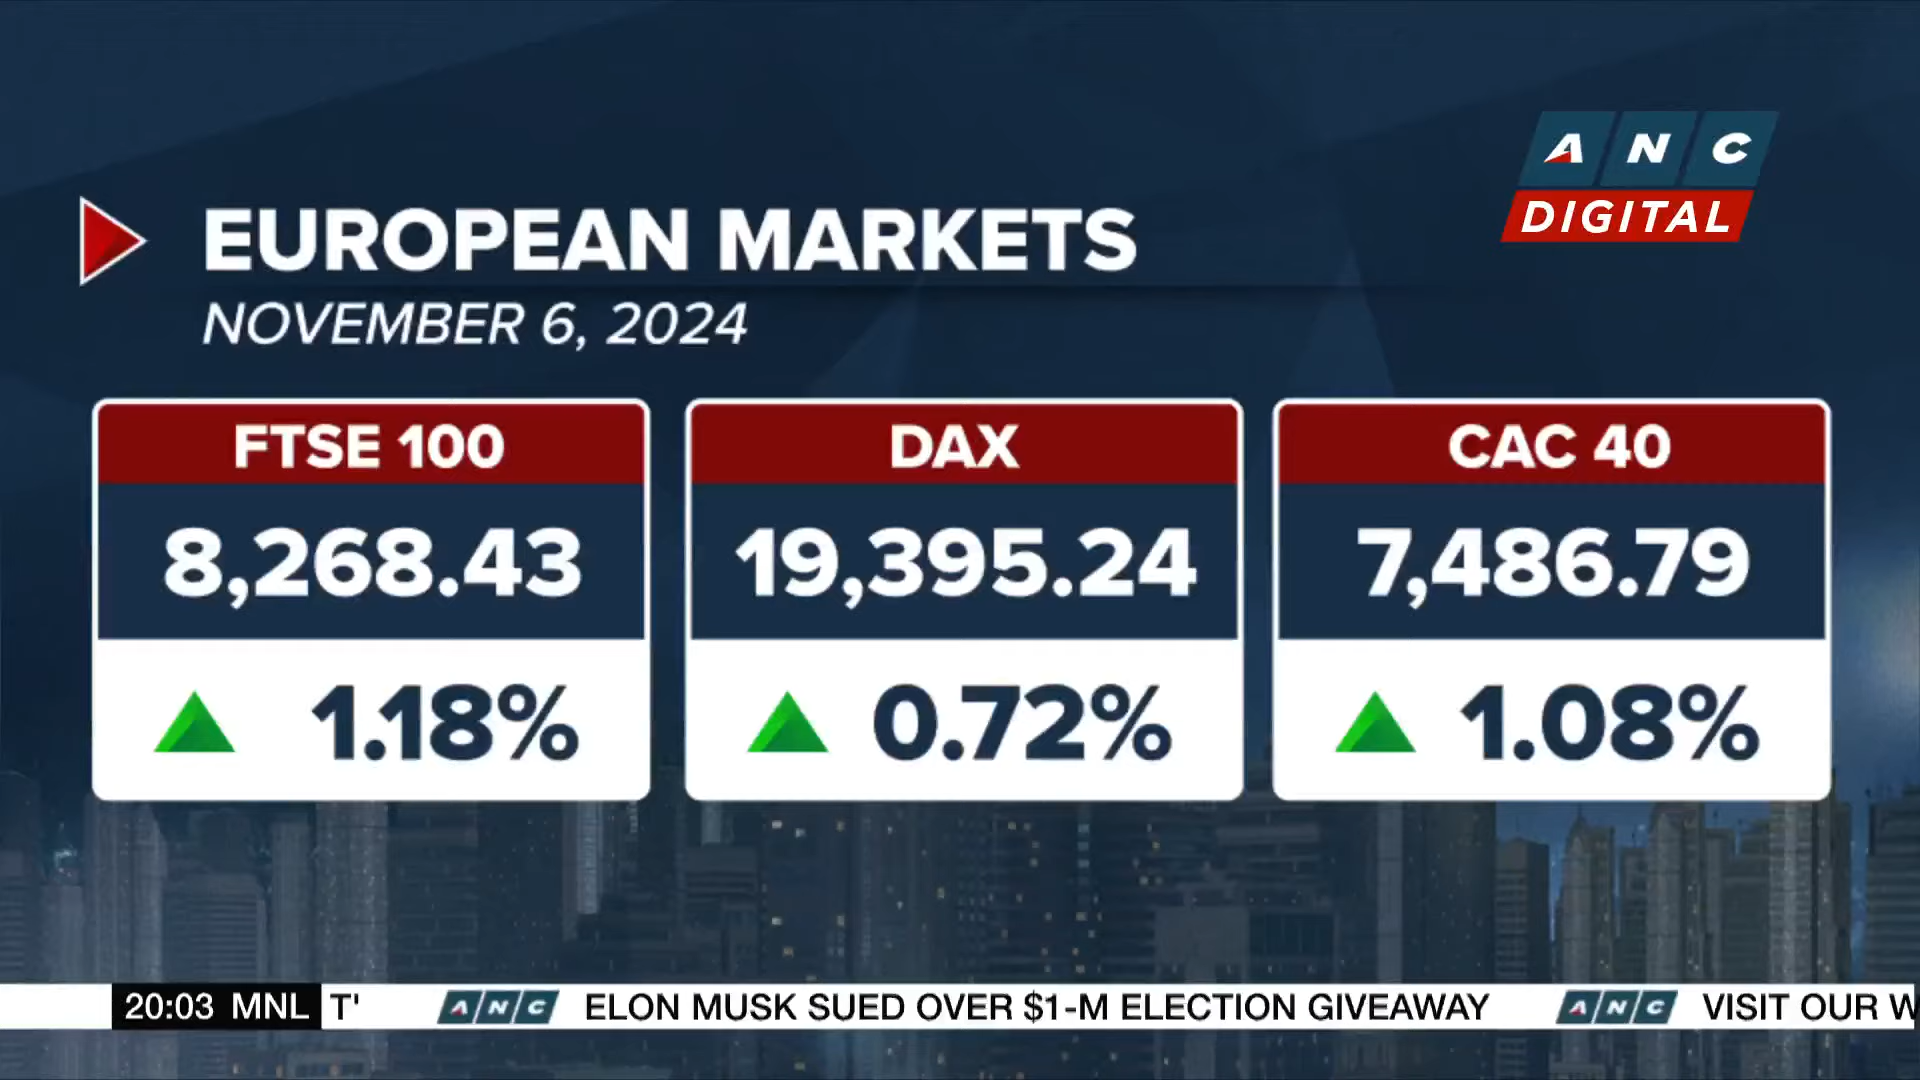 ANC
DIGITAL
EUROPEAN MARKETS
NOVEMBER 6, 2024
FTSE 100
8,268.43
1.18%
DAX
19,395.24
0.72%
CAC 40
7,486.79
1.08%
20:03 MNL T' ANC ELON MUSK SUED OVER $1-M ELECTION GIVEAWAY ANC VISIT OUR W